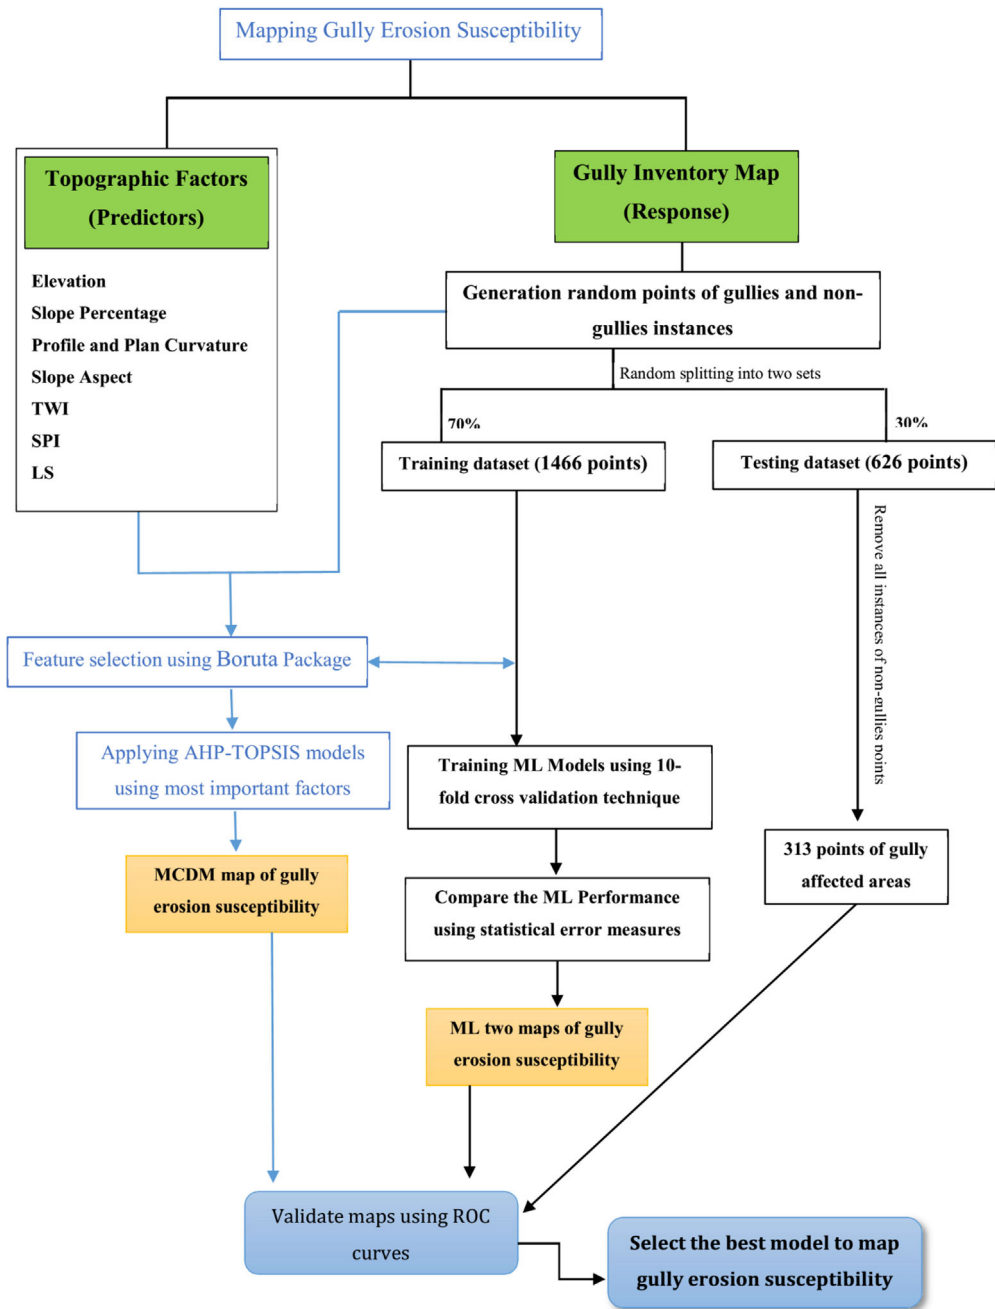 Mapping Gully Erosion Susceptibility
Topographic Factors
(Predictors)
Elevation
Slope Percentage
Profile and Plan Curvature
Slope Aspect
TWI
SPI
LS
Gully Inventory Map
(Response)
Generation random points of gullies and non-
gullies instances
Random splitting into two sets
70%
30%
Training dataset (1466 points)
Testing dataset (626 points)
Remove all instances of non-gullies points
Feature selection using Boruta Package
Applying AHP-TOPSIS models
using most important factors
Training ML Models using 10-
fold cross validation technique
313 points of gully
affected areas
MCDM map of gully
erosion susceptibility
Compare the ML Performance
using statistical error measures
ML two maps of gully
erosion susceptibility
Validate maps using ROC
curves
Select the best model to map
gully erosion susceptibility